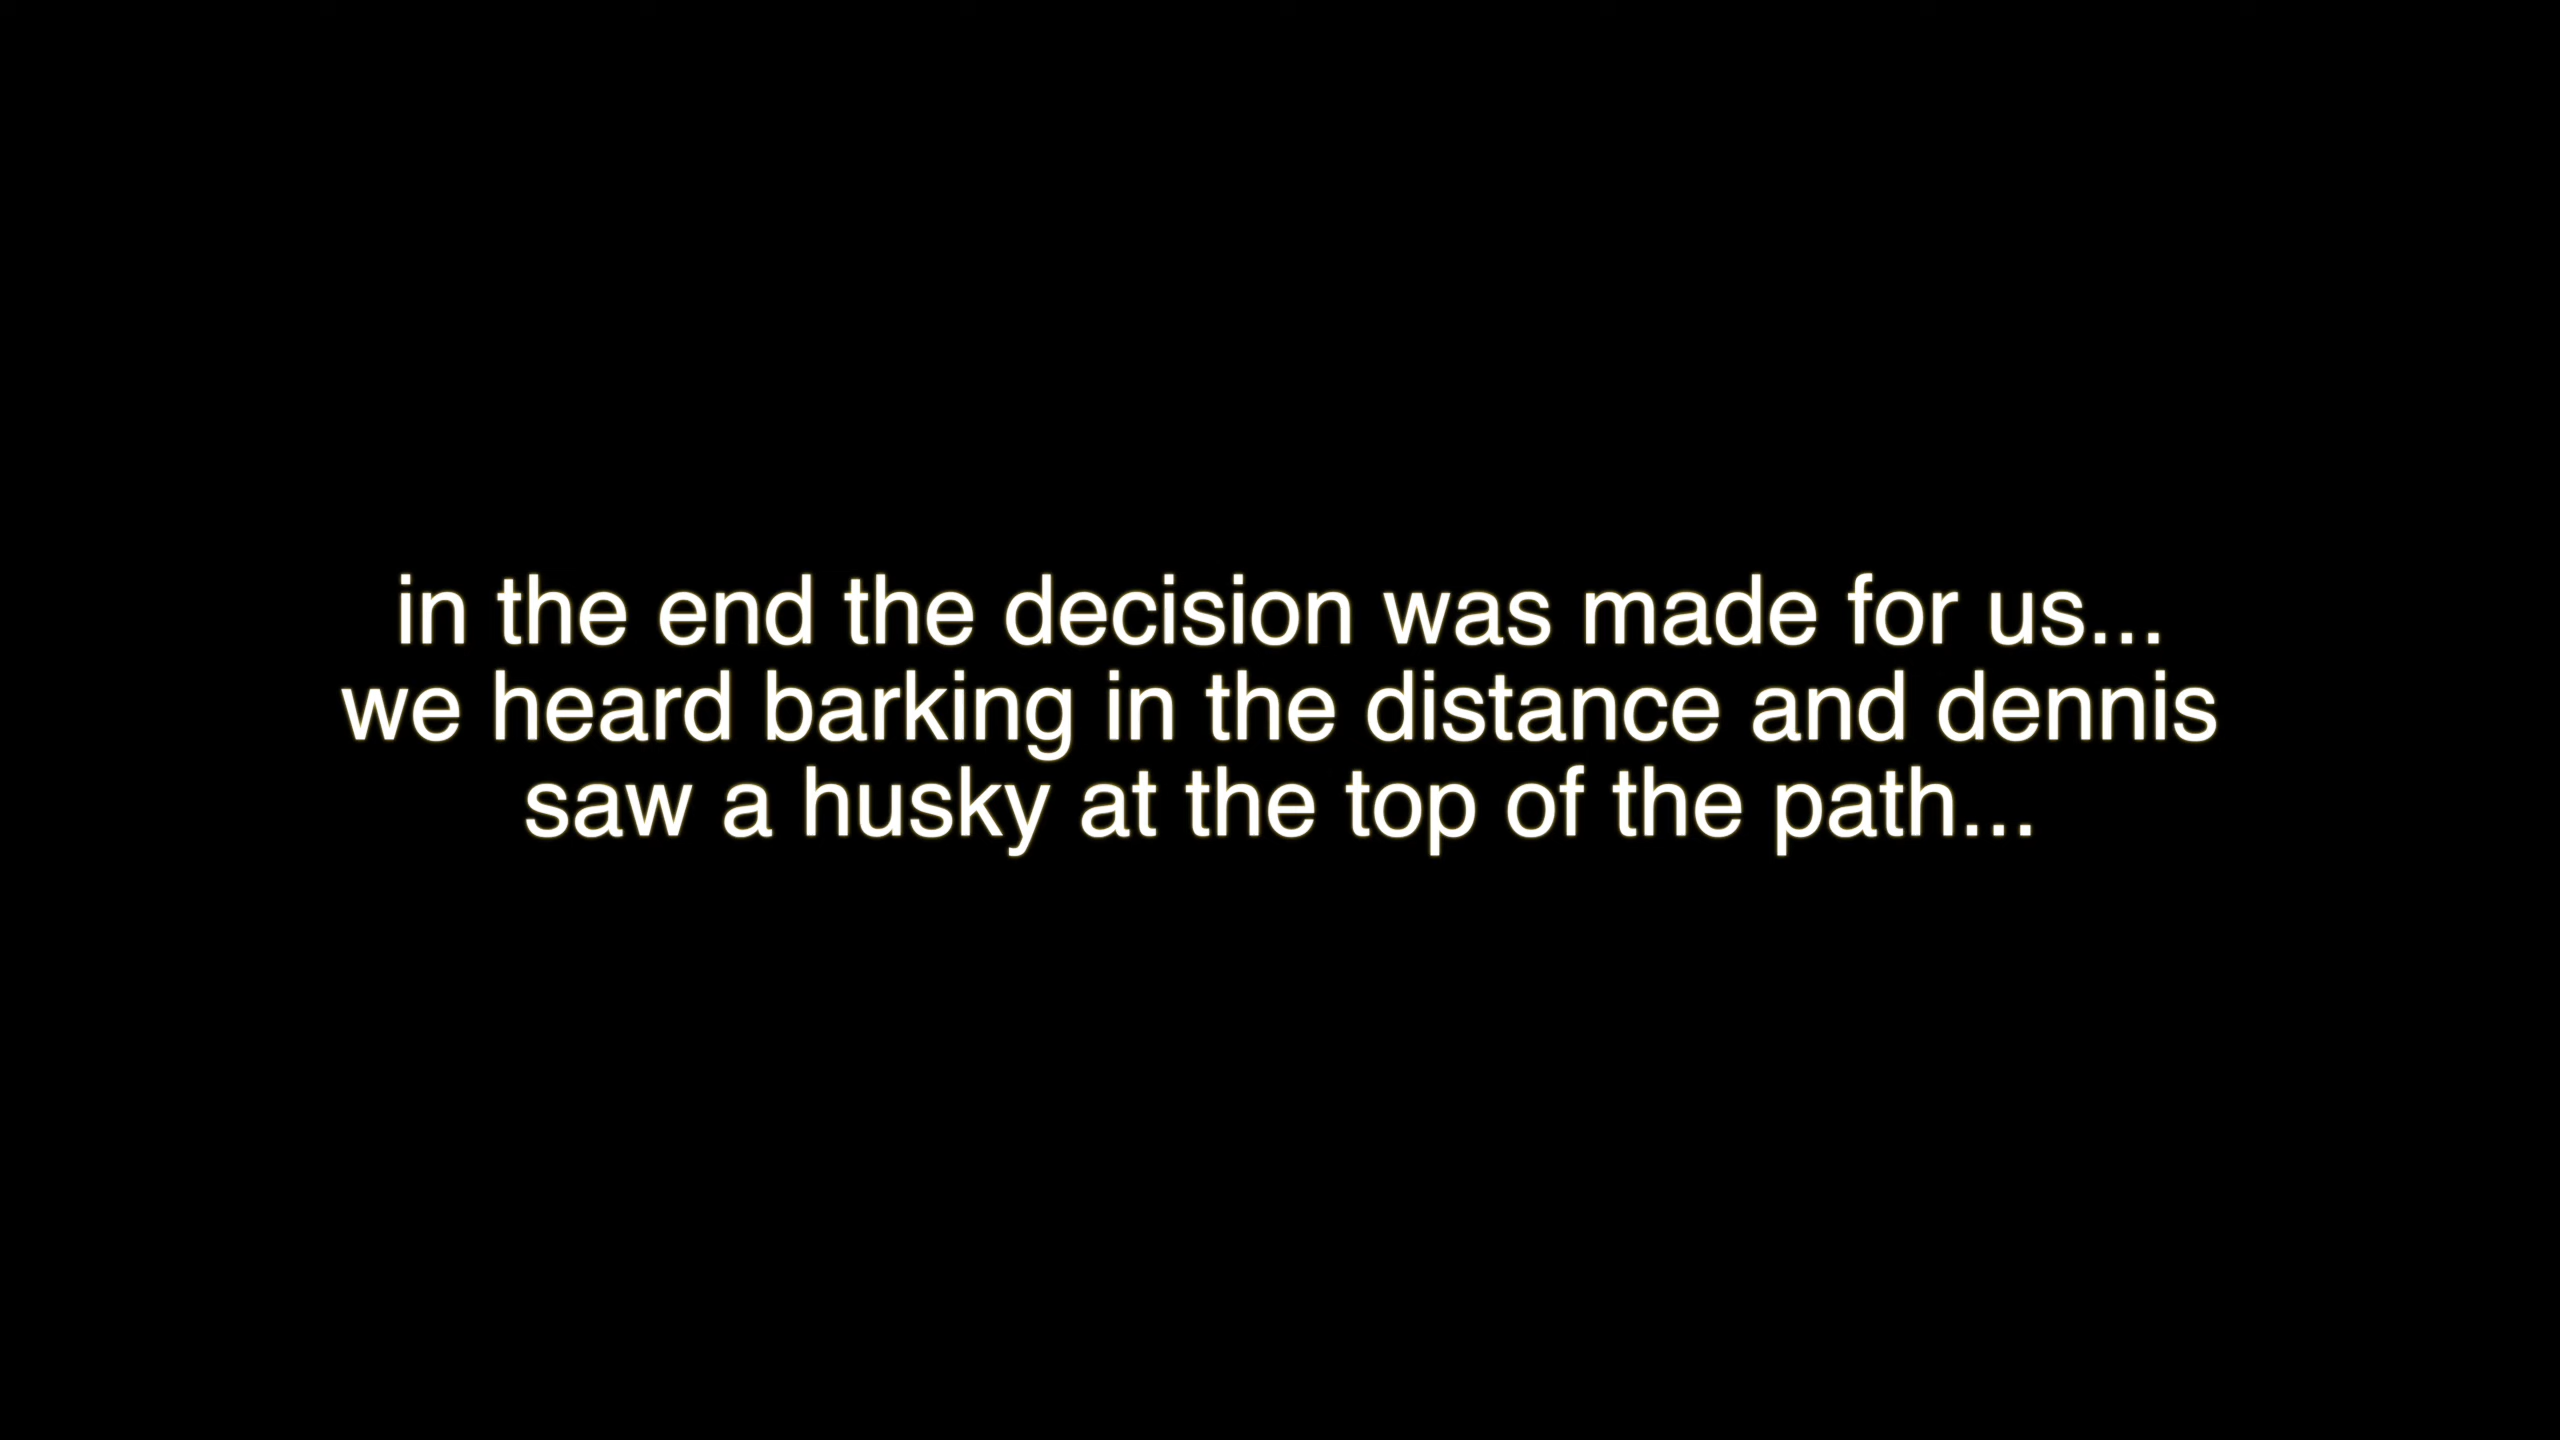 in the end the decision was made for us...
we heard barking in the distance and dennis
saw a husky at the top of the path...